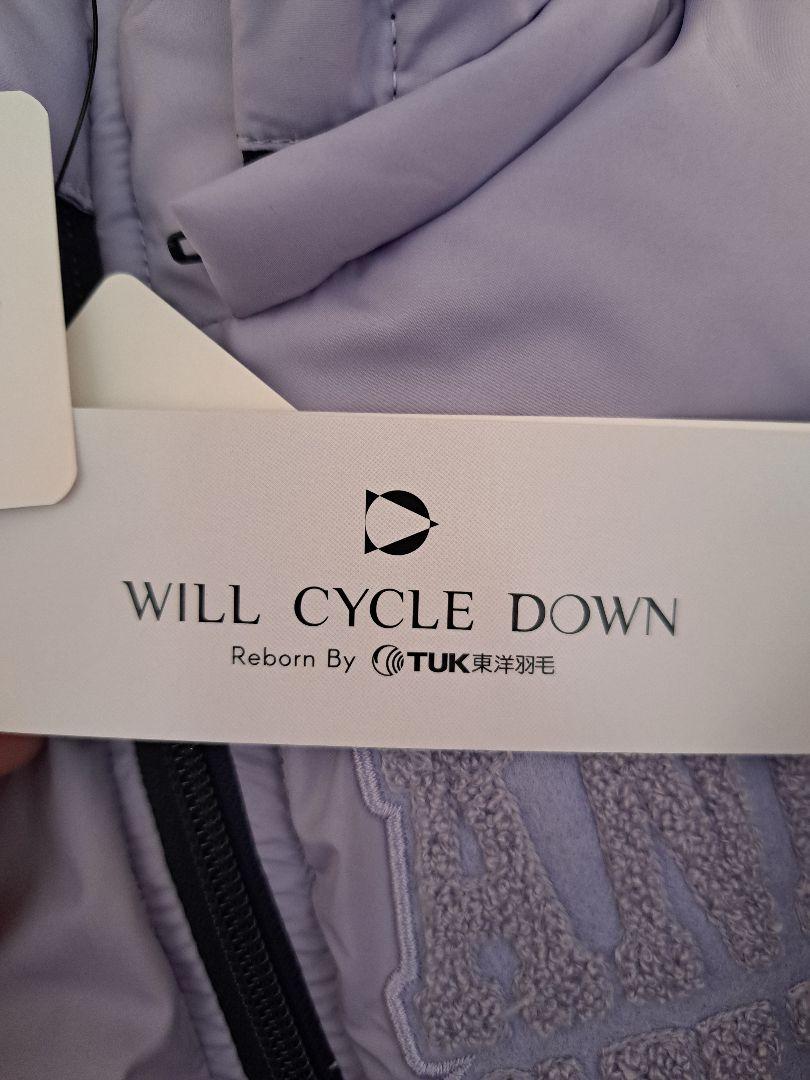 WILL CYCLE DOWN
Reborn By TUK東洋羽毛